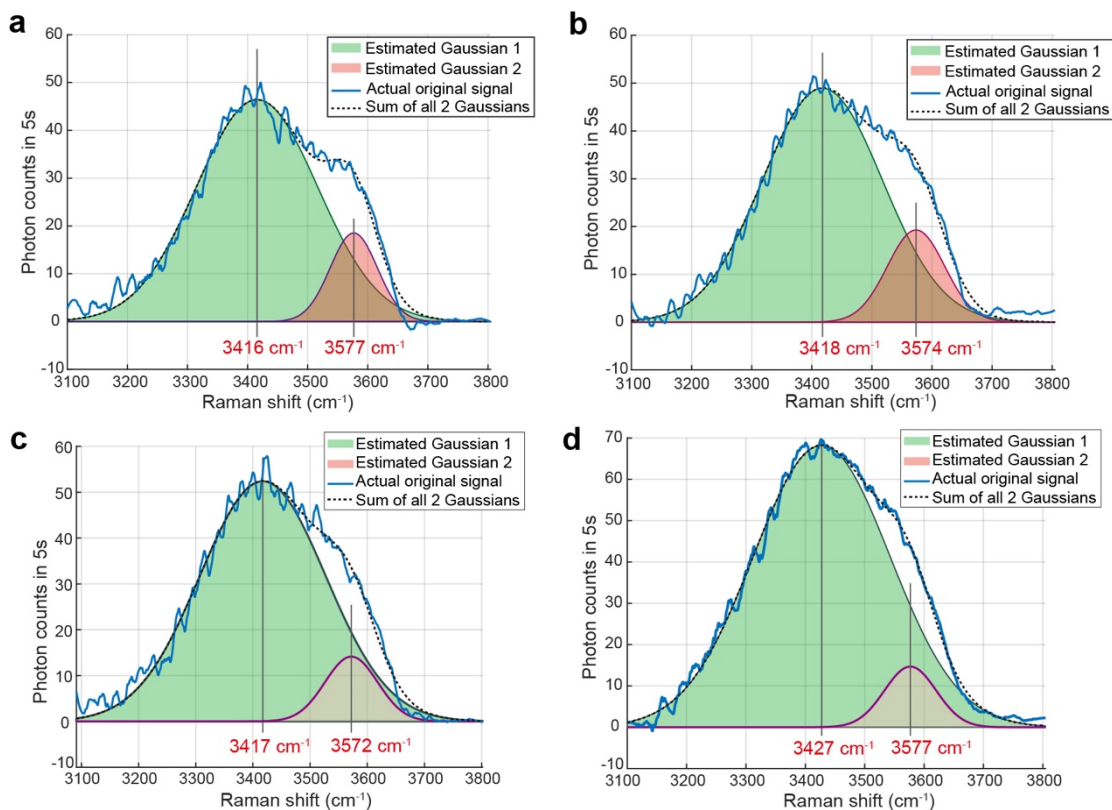 a
Estimated Gaussian 1
Estimated Gaussian 2
Actual original signal
Sum of all 2 Gaussians
Photon counts in 5s
60
50
40
30
20
10
0
-10
3416 cm⁻¹ 3577 cm⁻¹
3100 3200 3300 3400 3500 3600 3700 3800
Raman shift (cm⁻¹)
b
Estimated Gaussian 1
Estimated Gaussian 2
Actual original signal
Sum of all 2 Gaussians
Photon counts in 5s
60
50
40
30
20
10
0
-10
3418 cm⁻¹ 3574 cm⁻¹
3100 3200 3300 3400 3500 3600 3700 3800
Raman shift (cm⁻¹)
c
Estimated Gaussian 1
Estimated Gaussian 2
Actual original signal
Sum of all 2 Gaussians
Photon counts in 5s
60
50
40
30
20
10
0
-10
3417 cm⁻¹ 3572 cm⁻¹
3100 3200 3300 3400 3500 3600 3700 3800
Raman shift (cm⁻¹)
d
Estimated Gaussian 1
Estimated Gaussian 2
Actual original signal
Sum of all 2 Gaussians
Photon counts in 5s
70
60
50
40
30
20
10
0
-10
3427 cm⁻¹ 3577 cm⁻¹
3100 3200 3300 3400 3500 3600 3700 3800
Raman shift (cm⁻¹)